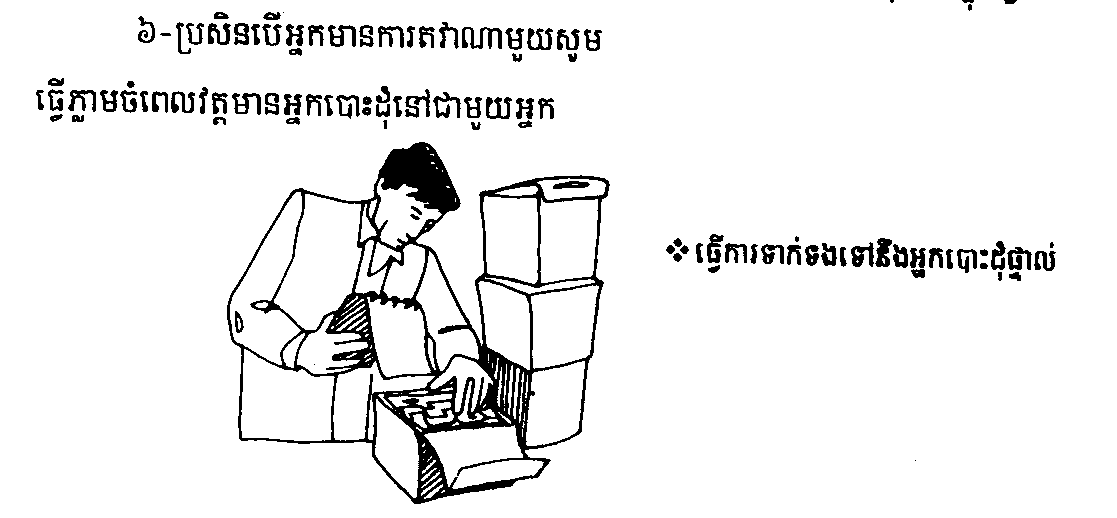 ៦-ប្រសិនបើអ្នកមានការតវ៉ាណាមួយសូម
ធ្វើភ្លាមចំពេលវត្តមានអ្នកបោះដុំនៅជាមួយអ្នក
❖ ធ្វើការទាក់ទងទៅនឹងអ្នកបោះដុំផ្ទាល់